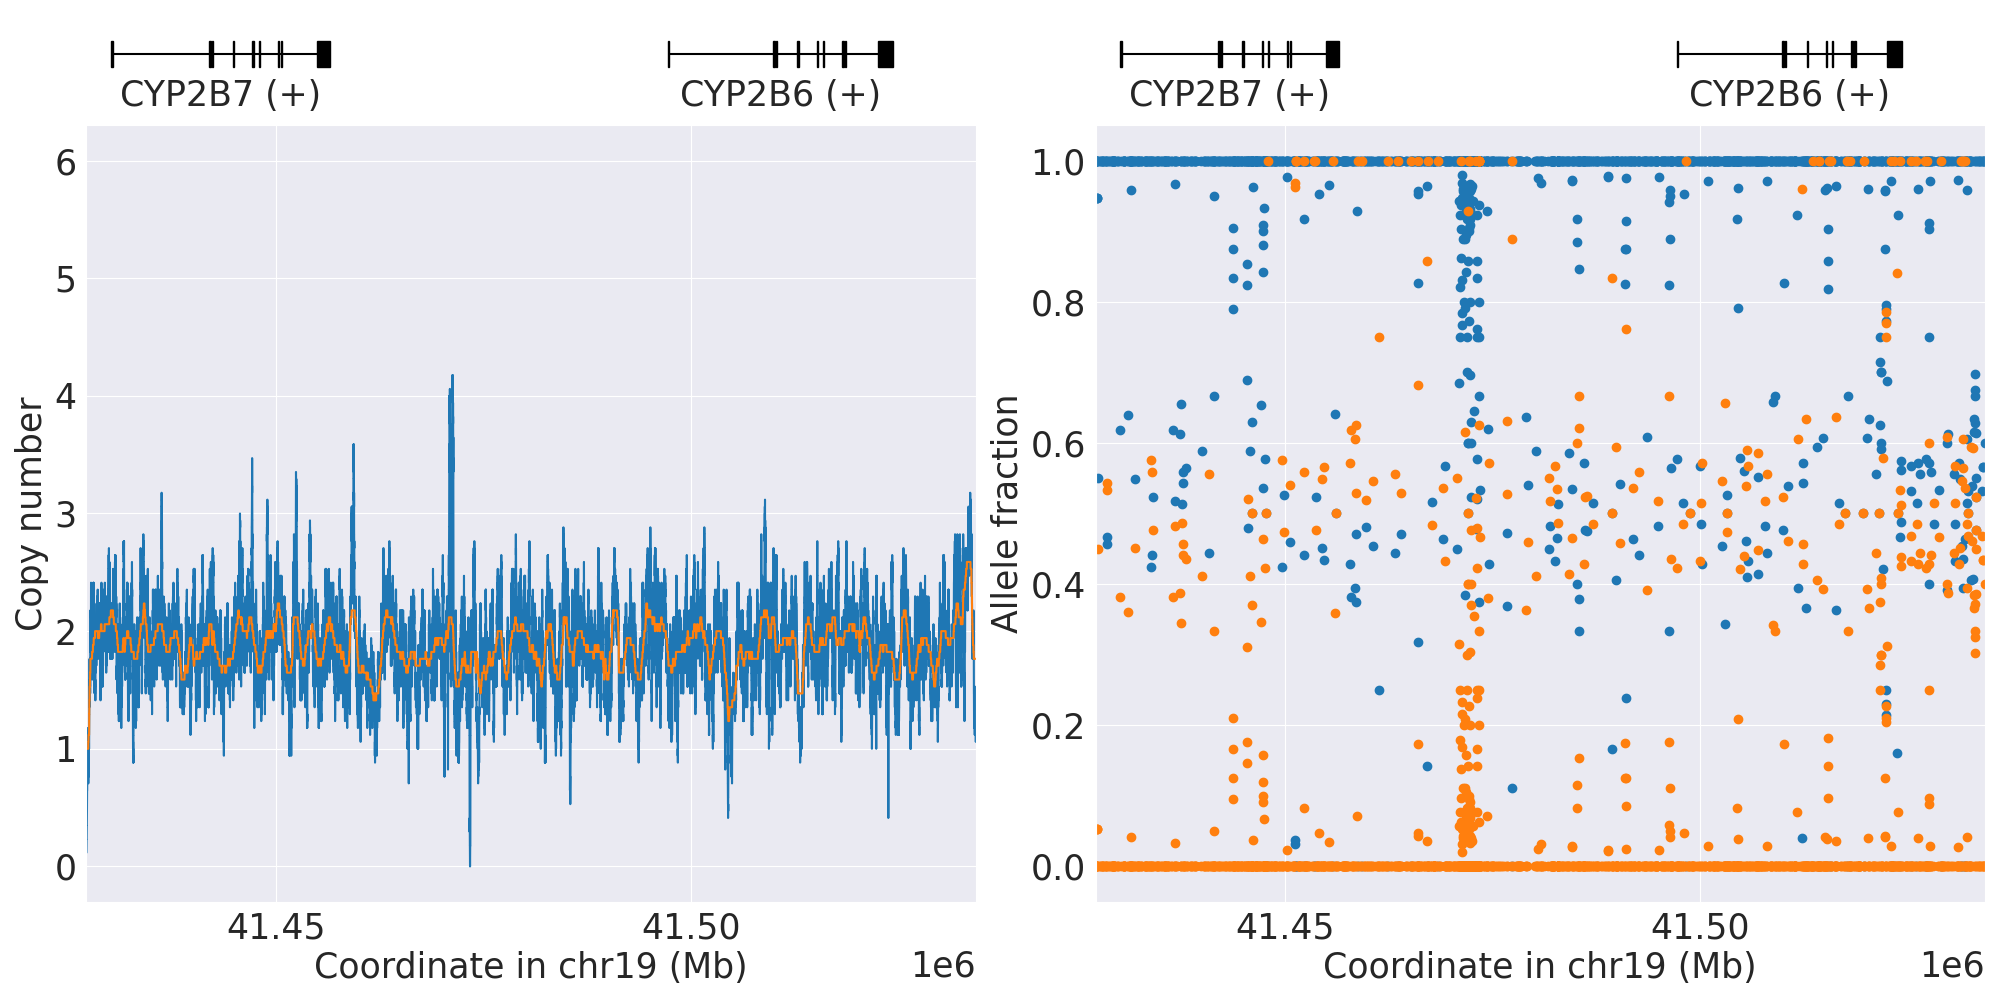 CYP2B7 (+)
CYP2B6 (+)
6
5
4
3
2
1
0
Copy number
41.45
41.50
Coordinate in chr19 (Mb)
1e6
CYP2B7 (+)
CYP2B6 (+)
1.0
0.8
0.6
0.4
0.2
0.0
Allele fraction
41.45
41.50
Coordinate in chr19 (Mb)
1e6